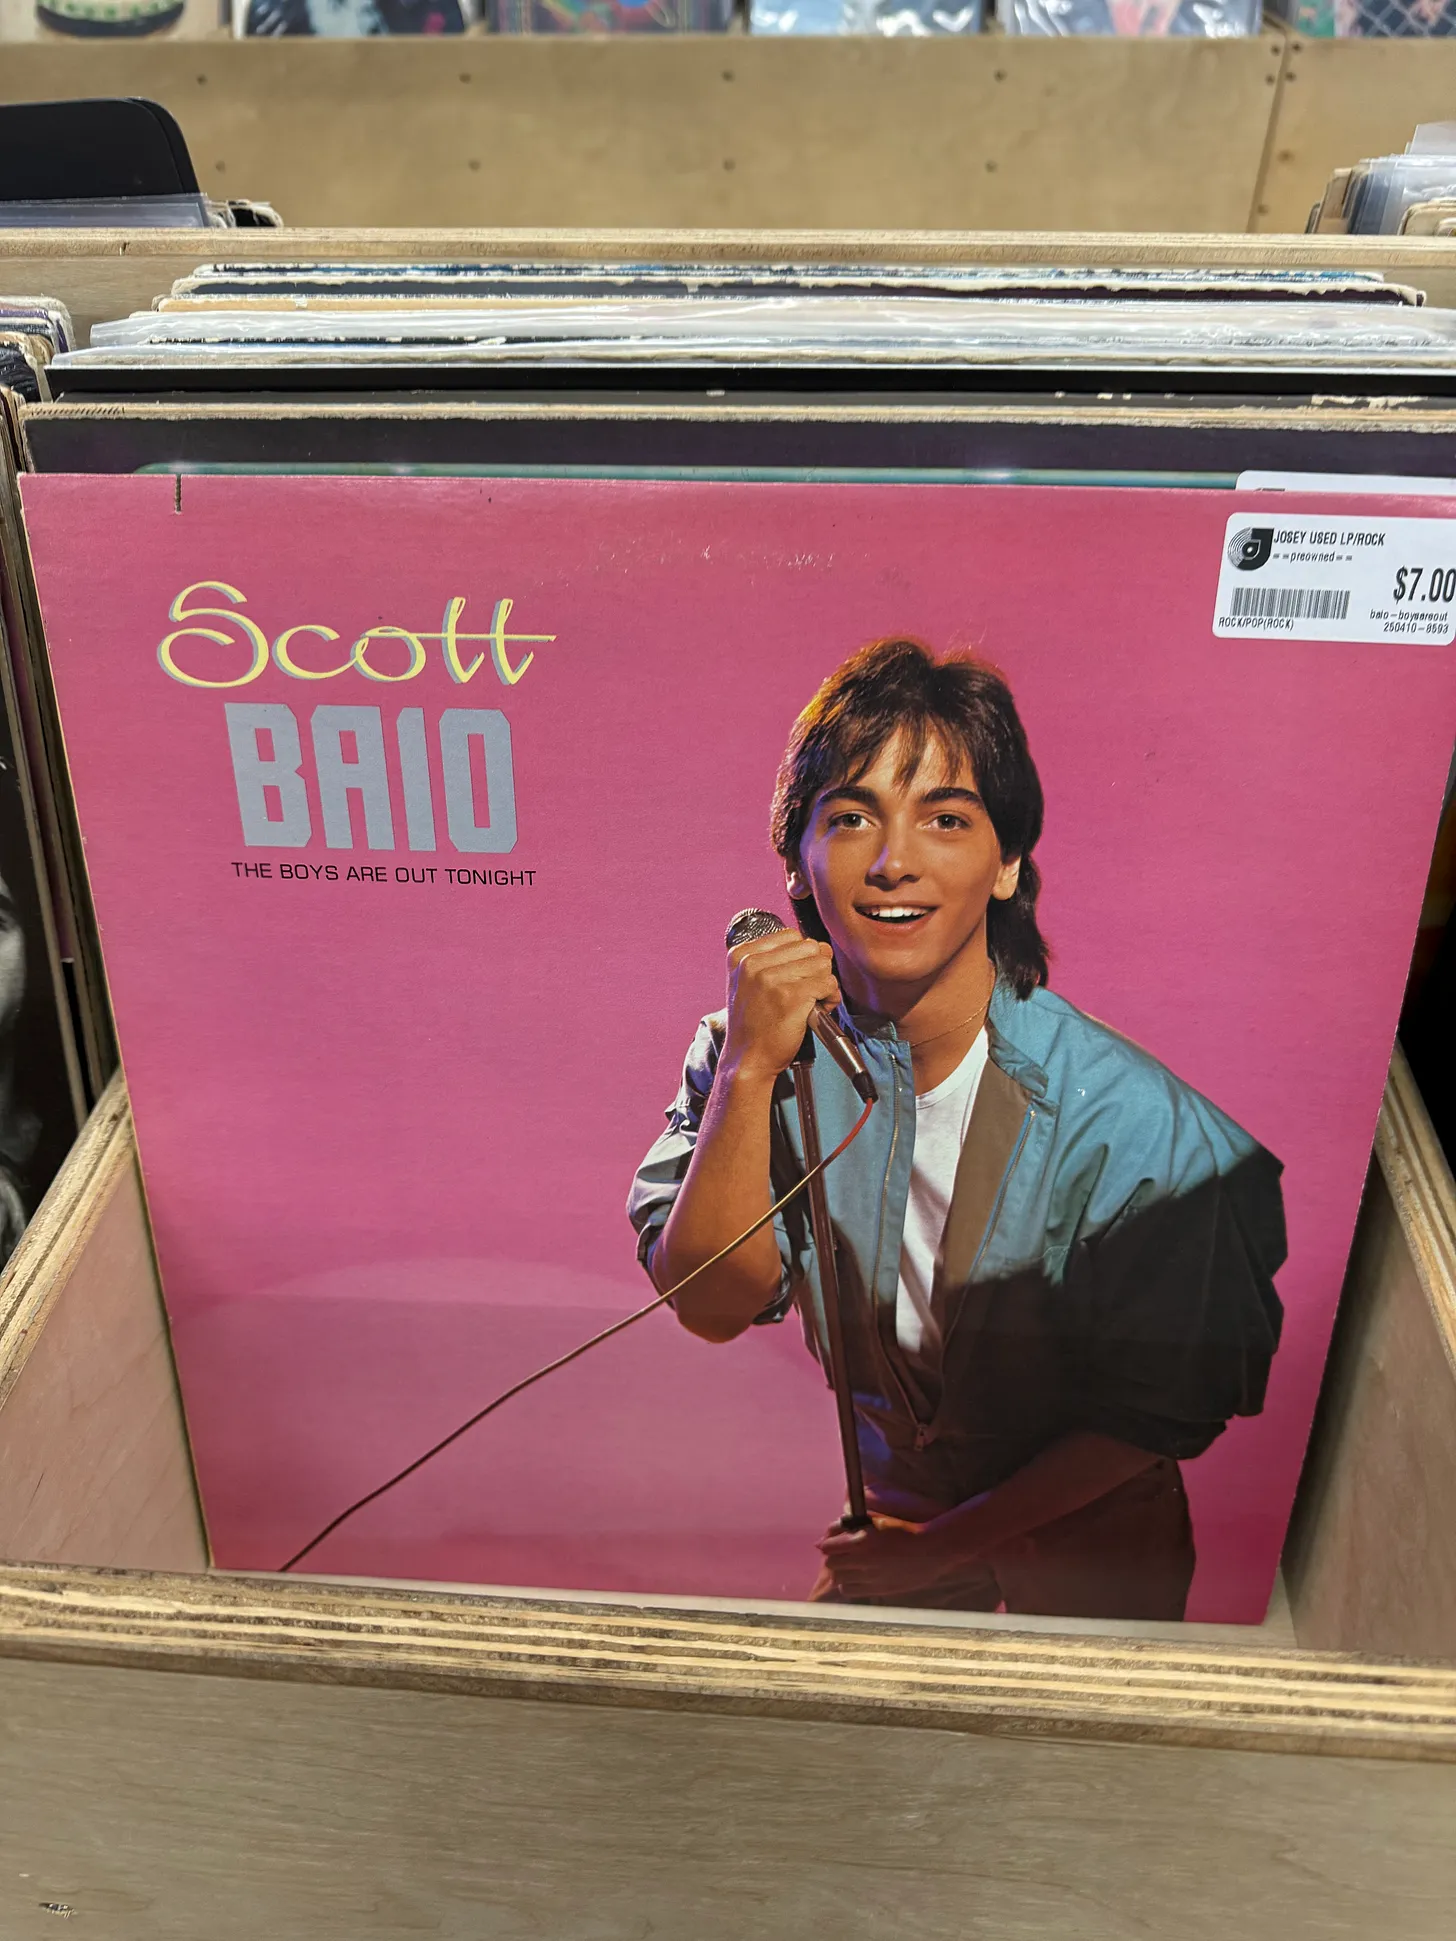 JOSEY USED LP/ROCK
==preowned==
$7.00
baio-boysareout
ROCK/POP(ROCK)
250410-8593
Scott
BAIO
THE BOYS ARE OUT TONIGHT